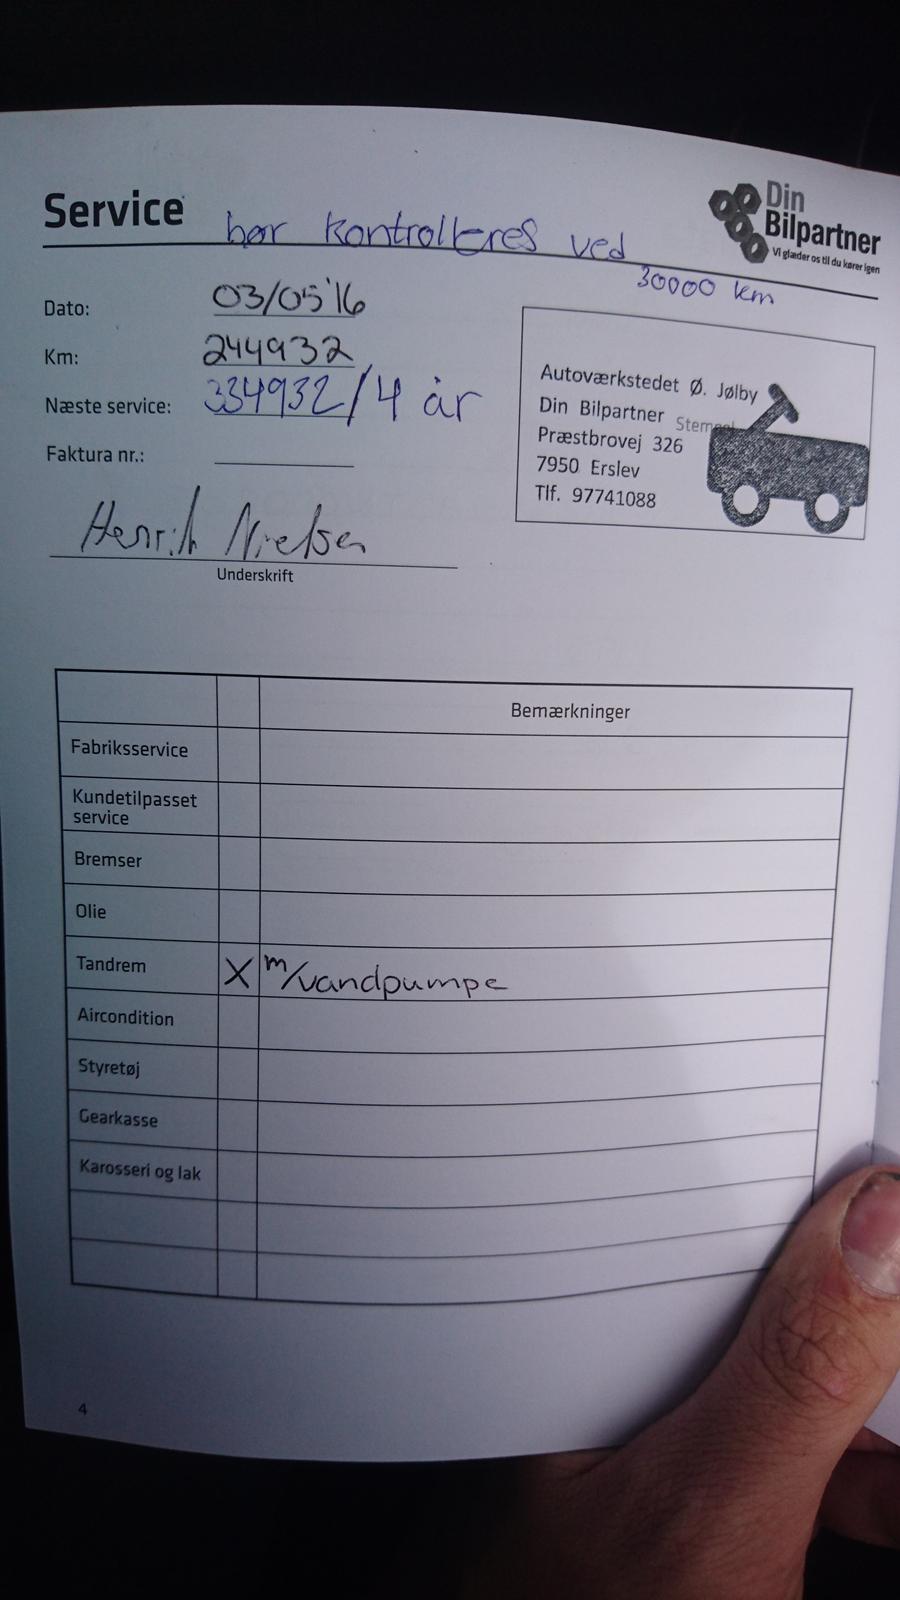 Service
bør kontrolleres ved
30000 km
Din
Bilpartner
Vi glæder os til du kører igen
Dato: 03/05'16
Km: 244932
Næste service: 334932/4 år
Faktura nr.:
Henrik Nielsen
Underskrift
Autoværkstedet Ø. Jølby
Din Bilpartner
Præstbrovej 326
7950 Erslev
Tlf. 97741088
Bemærkninger
Fabriksservice
Kundetilpasset
service
Bremser
Olie
Tandrem X m/vandpumpe
Aircondition
Styretøj
Gearkasse
Karosseri og lak
4